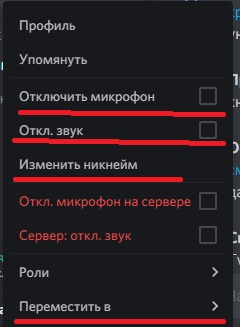 Профиль
Упомянуть
Отключить микрофон
Откл. звук
Изменить никнейм
Откл. микрофон на сервере
Сервер: откл. звук
Роли
Переместить в